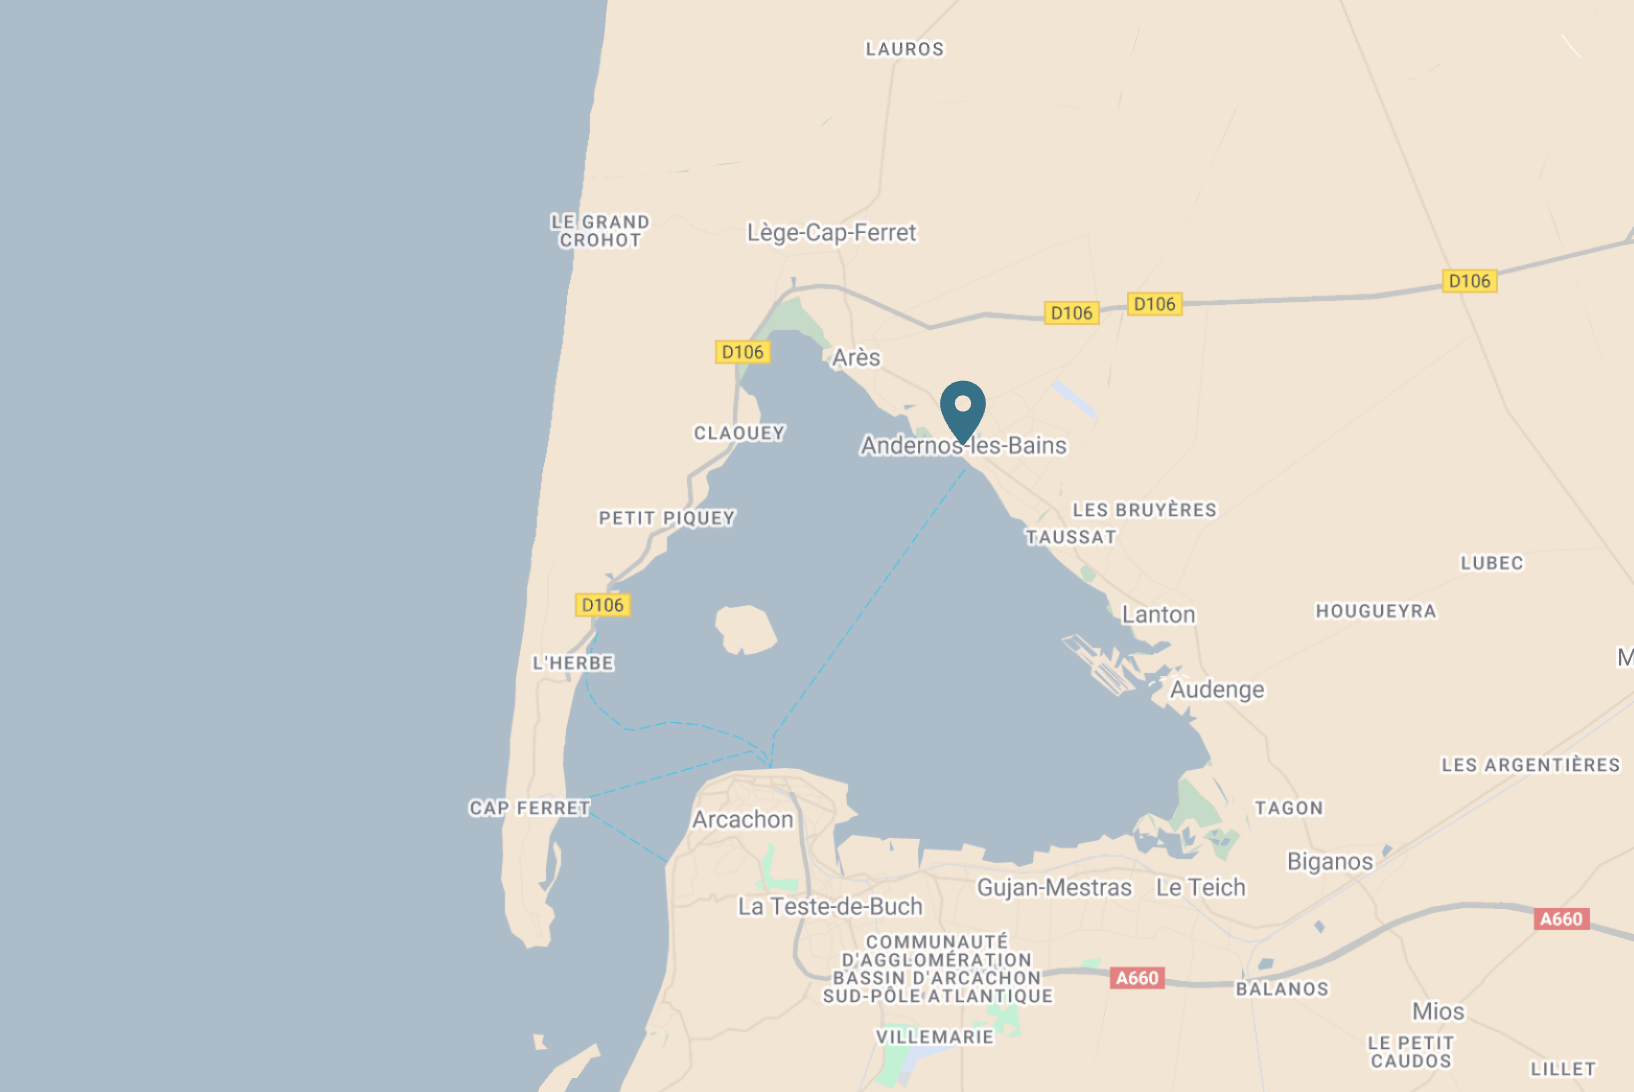 LAUROS
LE GRAND
CROHOT
Lège-Cap-Ferret
D106
D106
D106
D106
Arès
CLAOUEY
Andernos-les-Bains
PETIT PIQUEY
LES BRUYÈRES
TAUSSAT
LUBEC
D106
Lanton
HOUGUEYRA
L'HERBE
M
Audenge
LES ARGENTIÈRES
CAP FERRET
Arcachon
TAGON
Biganos
Gujan-Mestras
Le Teich
La Teste-de-Buch
A660
COMMUNAUTÉ
D'AGGLOMÉRATION
BASSIN D'ARCACHON
SUD-PÔLE ATLANTIQUE
A660
BALANOS
Mios
VILLEMARIE
LE PETIT
CAUDOS
LILLET